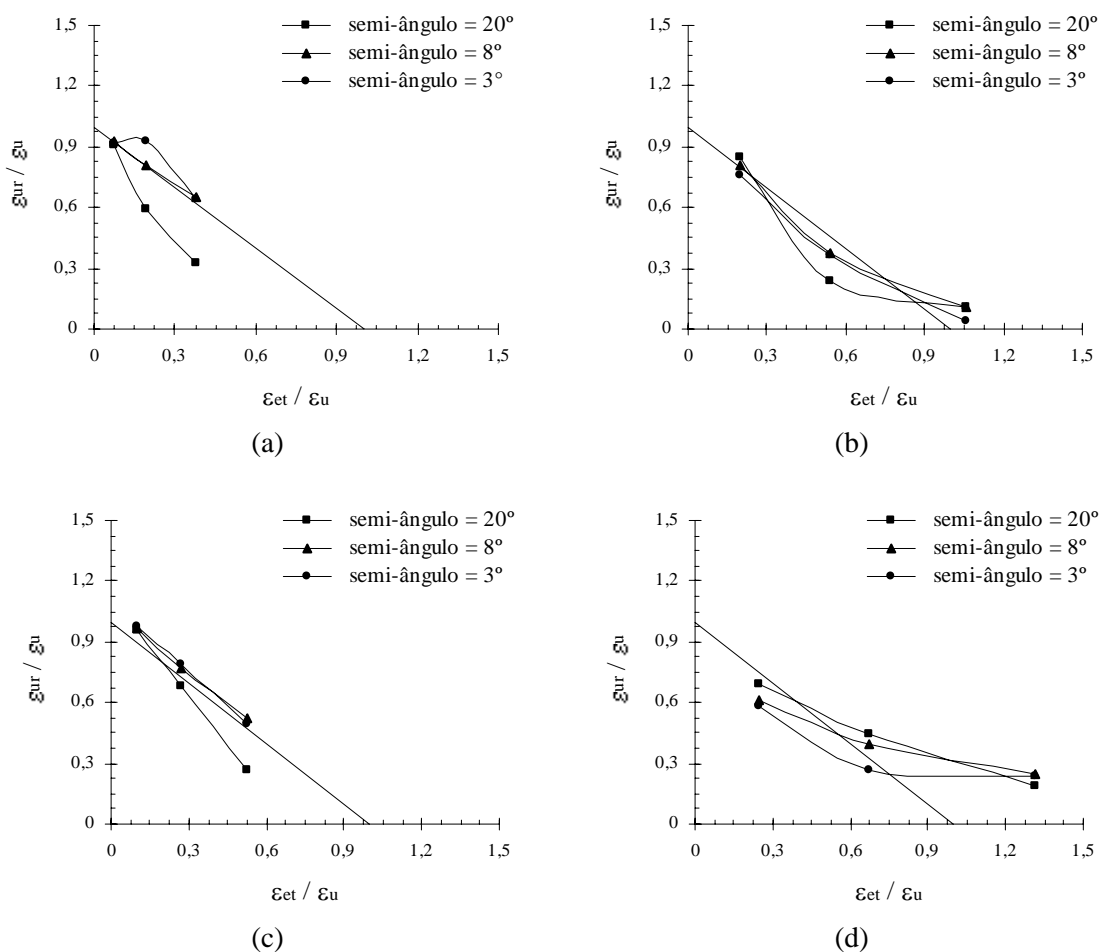 semi-ângulo = 20º
semi-ângulo = 8º
semi-ângulo = 3°
1,5
1,2
0,9
0,6
0,3
0
0 0,3 0,6 0,9 1,2 1,5
εur / εu
εet / εu
(a)
semi-ângulo = 20º
semi-ângulo = 8º
semi-ângulo = 3º
1,5
1,2
0,9
0,6
0,3
0
0 0,3 0,6 0,9 1,2 1,5
εur / εu
εet / εu
(b)
semi-ângulo = 20º
semi-ângulo = 8º
semi-ângulo = 3º
1,5
1,2
0,9
0,6
0,3
0
0 0,3 0,6 0,9 1,2 1,5
εur / εu
εet / εu
(c)
semi-ângulo = 20º
semi-ângulo = 8º
semi-ângulo = 3º
1,5
1,2
0,9
0,6
0,3
0
0 0,3 0,6 0,9 1,2 1,5
εur / εu
εet / εu
(d)